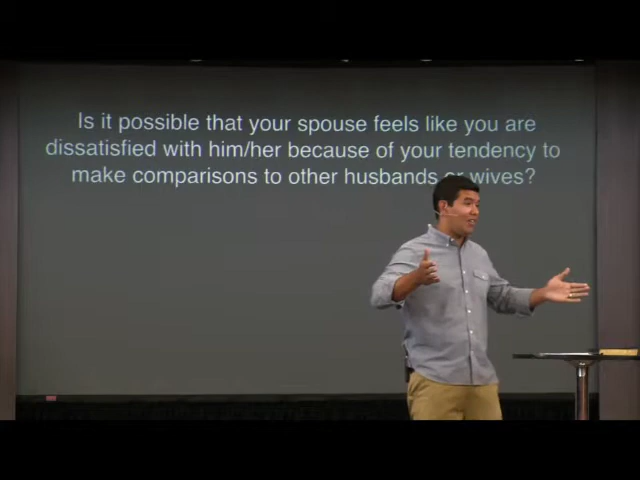 Is it possible that your spouse feels like you are
dissatisfied with him/her because of your tendency to
make comparisons to other husbands or wives?